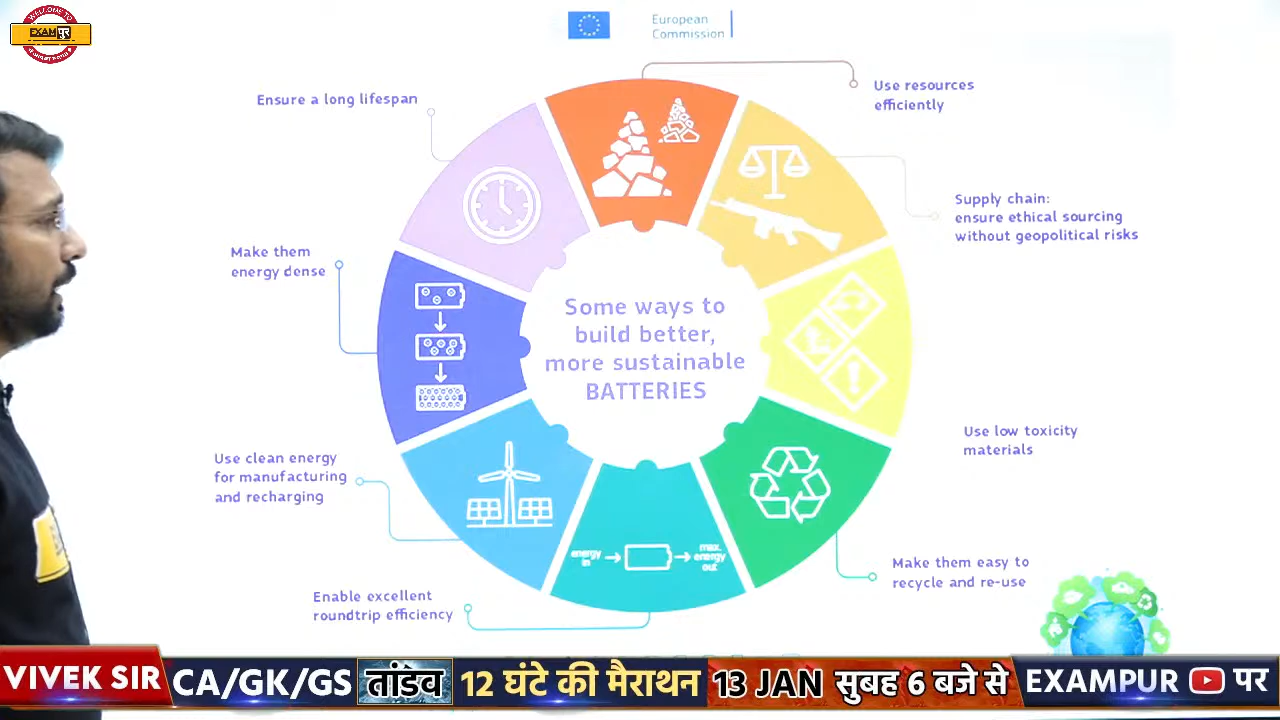 WELCOME TO
EXAMपुर
European
Commission
Use resources
efficiently
Ensure a long lifespan
Supply chain:
ensure ethical sourcing
without geopolitical risks
Make them
energy dense
Some ways to
build better,
more sustainable
BATTERIES
Use low toxicity
materials
Use clean energy
for manufacturing
and recharging
energy
in
max.
energy
out
Make them easy to
recycle and re-use
Enable excellent
roundtrip efficiency
VIVEK SIR
CA/GK/GS
तांडव
12 घंटे की मैराथन
13 JAN सुबह 6 बजे से
EXAMPUR पर